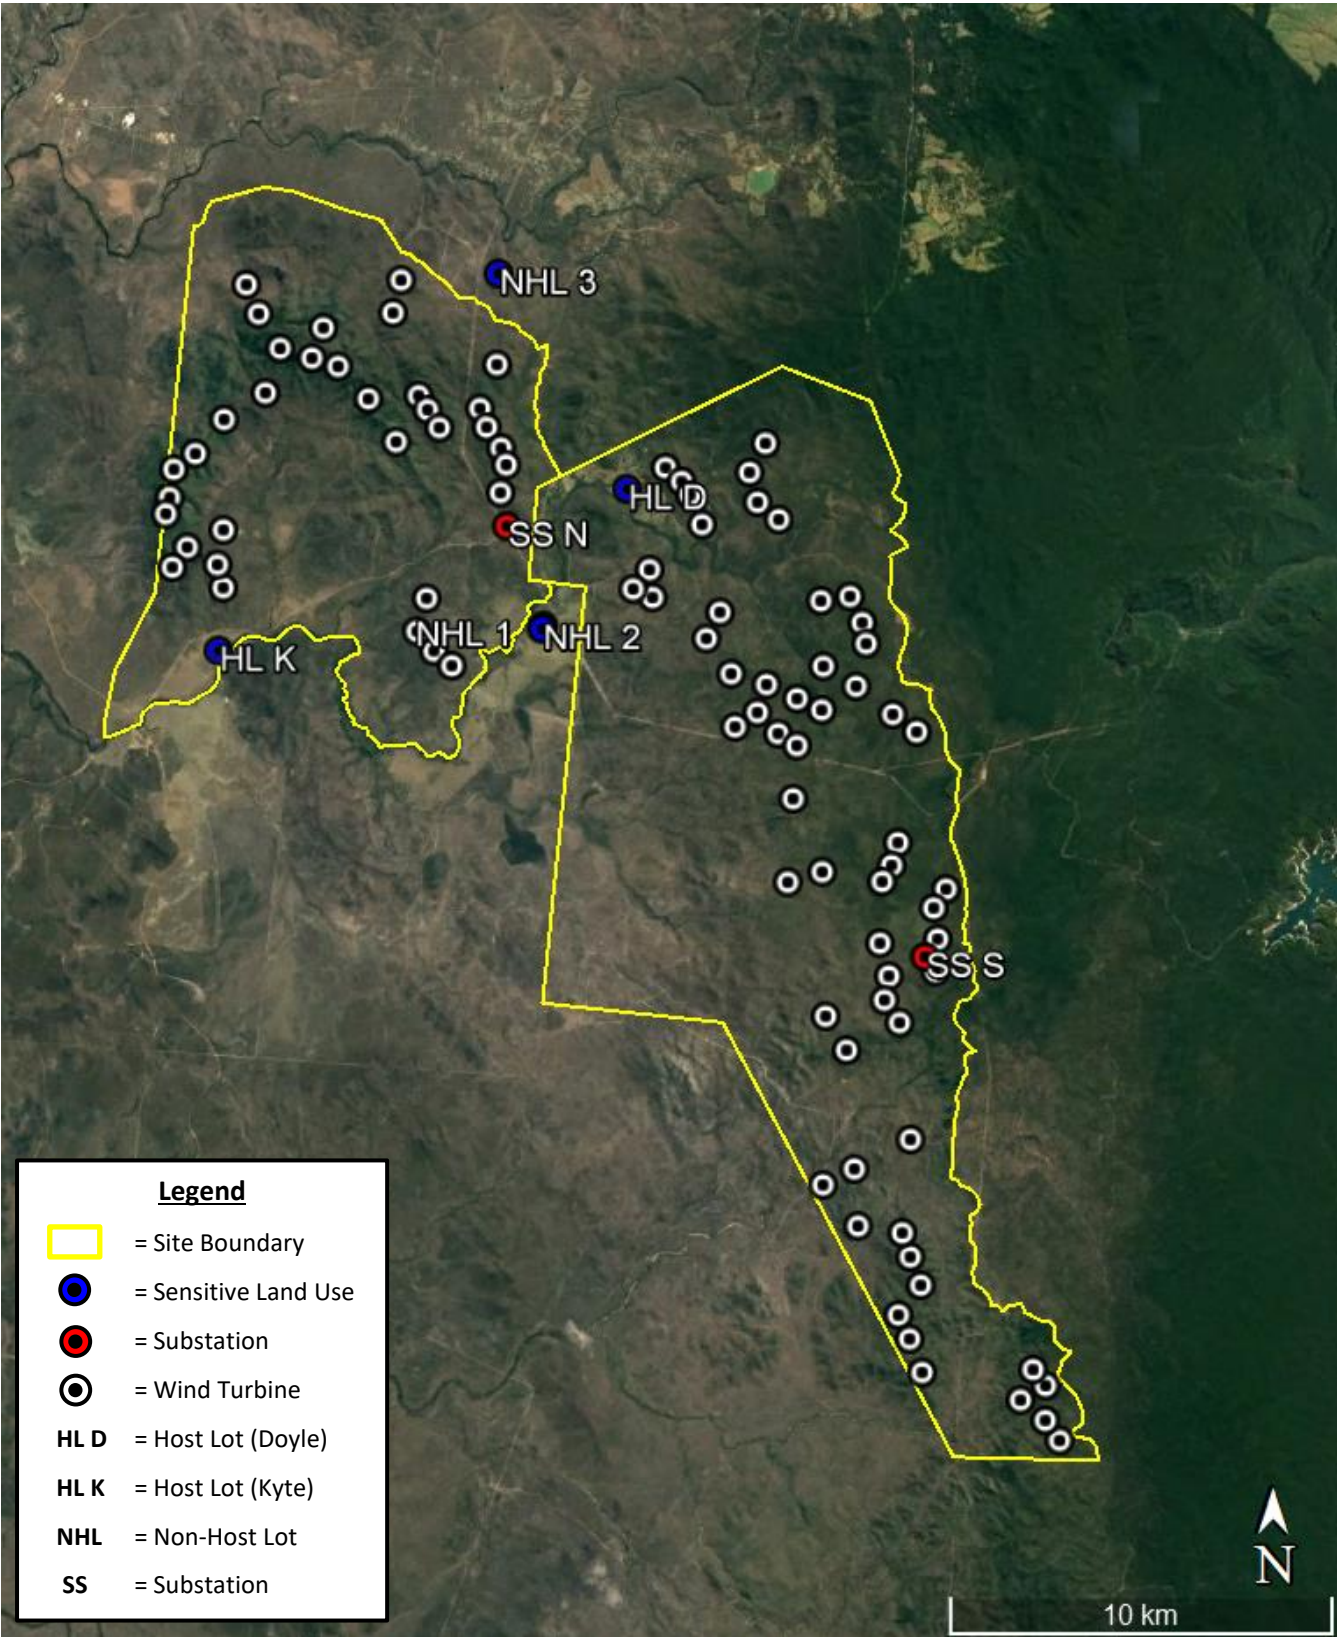 NHL 3
HL D
SS N
NHL 1
NHL 2
HL K
SS S
Legend
= Site Boundary
= Sensitive Land Use
= Substation
= Wind Turbine
HL D = Host Lot (Doyle)
HL K = Host Lot (Kyte)
NHL = Non-Host Lot
SS = Substation
N
10 km